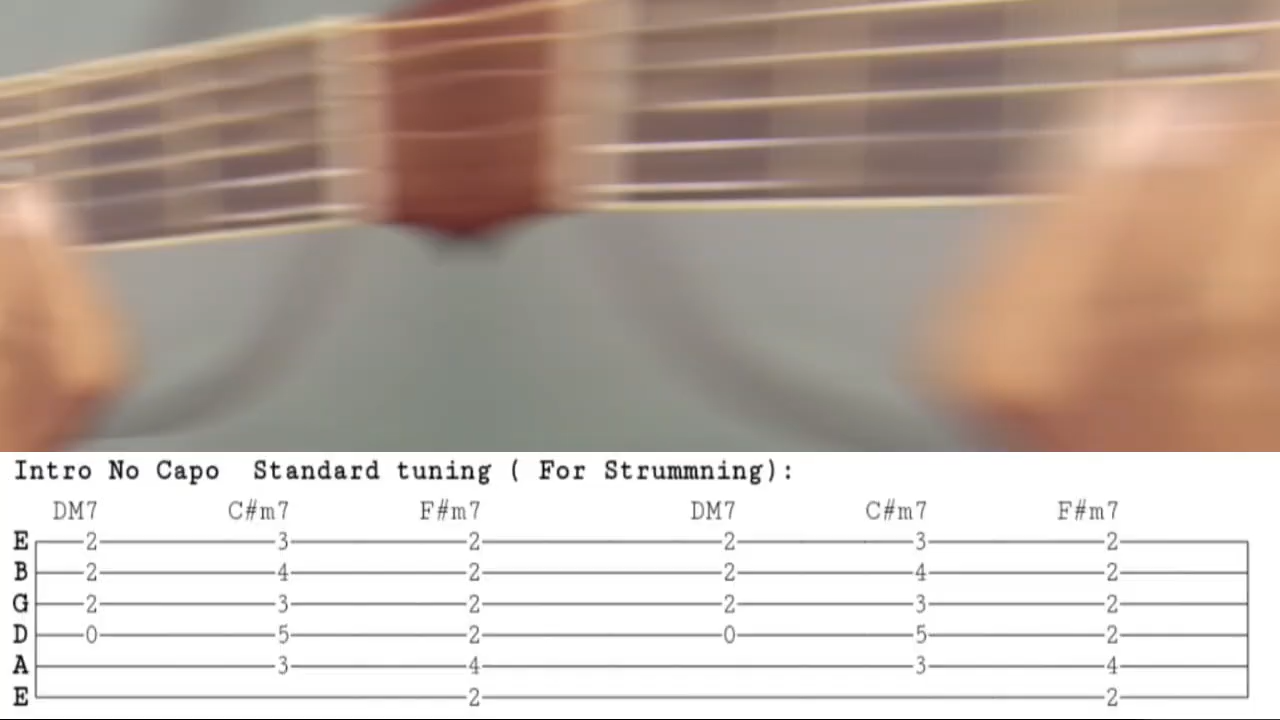 Intro No Capo Standard tuning ( For Strummning):
DM7 C#m7 F#m7 DM7 C#m7 F#m7
E 2 3 2 2 3 2
B 2 4 2 2 4 2
G 2 3 2 2 3 2
D 0 5 2 0 5 2
A 3 4 3 4
E 2 2